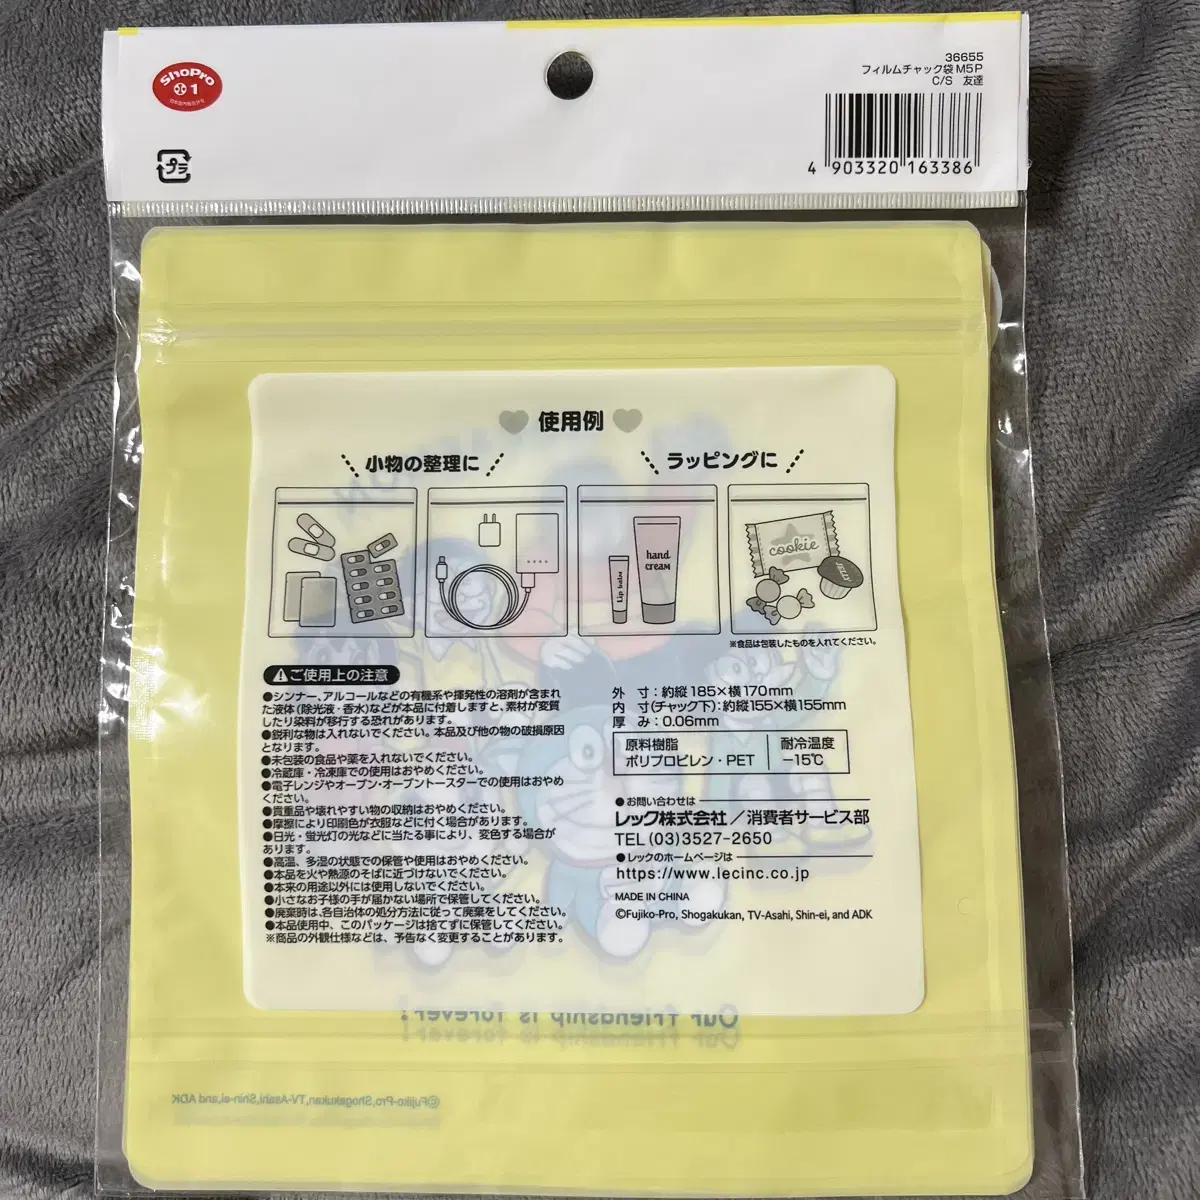 ShoPro
1
プラ
36655
フィルムチャック袋M5P
C/S 友達
4 903320 163386
使用例
小物の整理に
ラッピングに
hand
cream
Lip balm
cookie
JELLY
※食品は包装したものを入れてください。
ご使用上の注意
●シンナー、アルコールなどの有機系や揮発性の溶剤が含まれ
た液体(除光液・香水)などが本品に付着しますと、素材が変質
したり染料が移行する恐れがあります。
●鋭利な物は入れないでください。本品及び他の物の破損原因
となります。
●未包装の食品や薬を入れないでください。
●冷蔵庫・冷凍庫での使用はおやめください。
●電子レンジやオーブン・オーブントースターでの使用はおやめ
ください。
●貴重品や壊れやすい物の収納はおやめください。
●摩擦により印刷色が衣服などに付く場合があります。
●日光・蛍光灯の光などに当たる事により、変色する場合が
あります。
●高温、多湿の状態での保管や使用はおやめください。
●本品を火や熱源のそばに近づけないでください。
●本来の用途以外には使用しないでください。
●小さなお子様の手が届かない場所で保管してください。
●廃棄時は、各自治体の処分方法に従って廃棄をしてください。
●本品使用中、このパッケージは捨てずに保管してください。
※商品の外観仕様などは、予告なく変更することがあります。
外 寸:約縦185×横170mm
内 寸(チャック下):約縦155×横155mm
厚 み:0.06mm
原料樹脂
ポリプロピレン・PET
耐冷温度
−15℃
●お問い合わせは
レック株式会社／消費者サービス部
TEL(03)3527-2650
●レックのホームページは
https://www.lecinc.co.jp
MADE IN CHINA
©Fujiko-Pro, Shogakukan, TV-Asahi, Shin-ei, and ADK
Our friendship is forever!
©Fujiko-Pro,Shogakukan,TV-Asahi,Shin-ei,and ADK